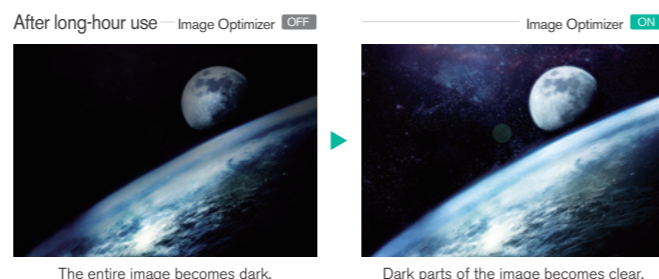 After long-hour use
Image Optimizer OFF
Image Optimizer ON
The entire image becomes dark.
Dark parts of the image becomes clear.